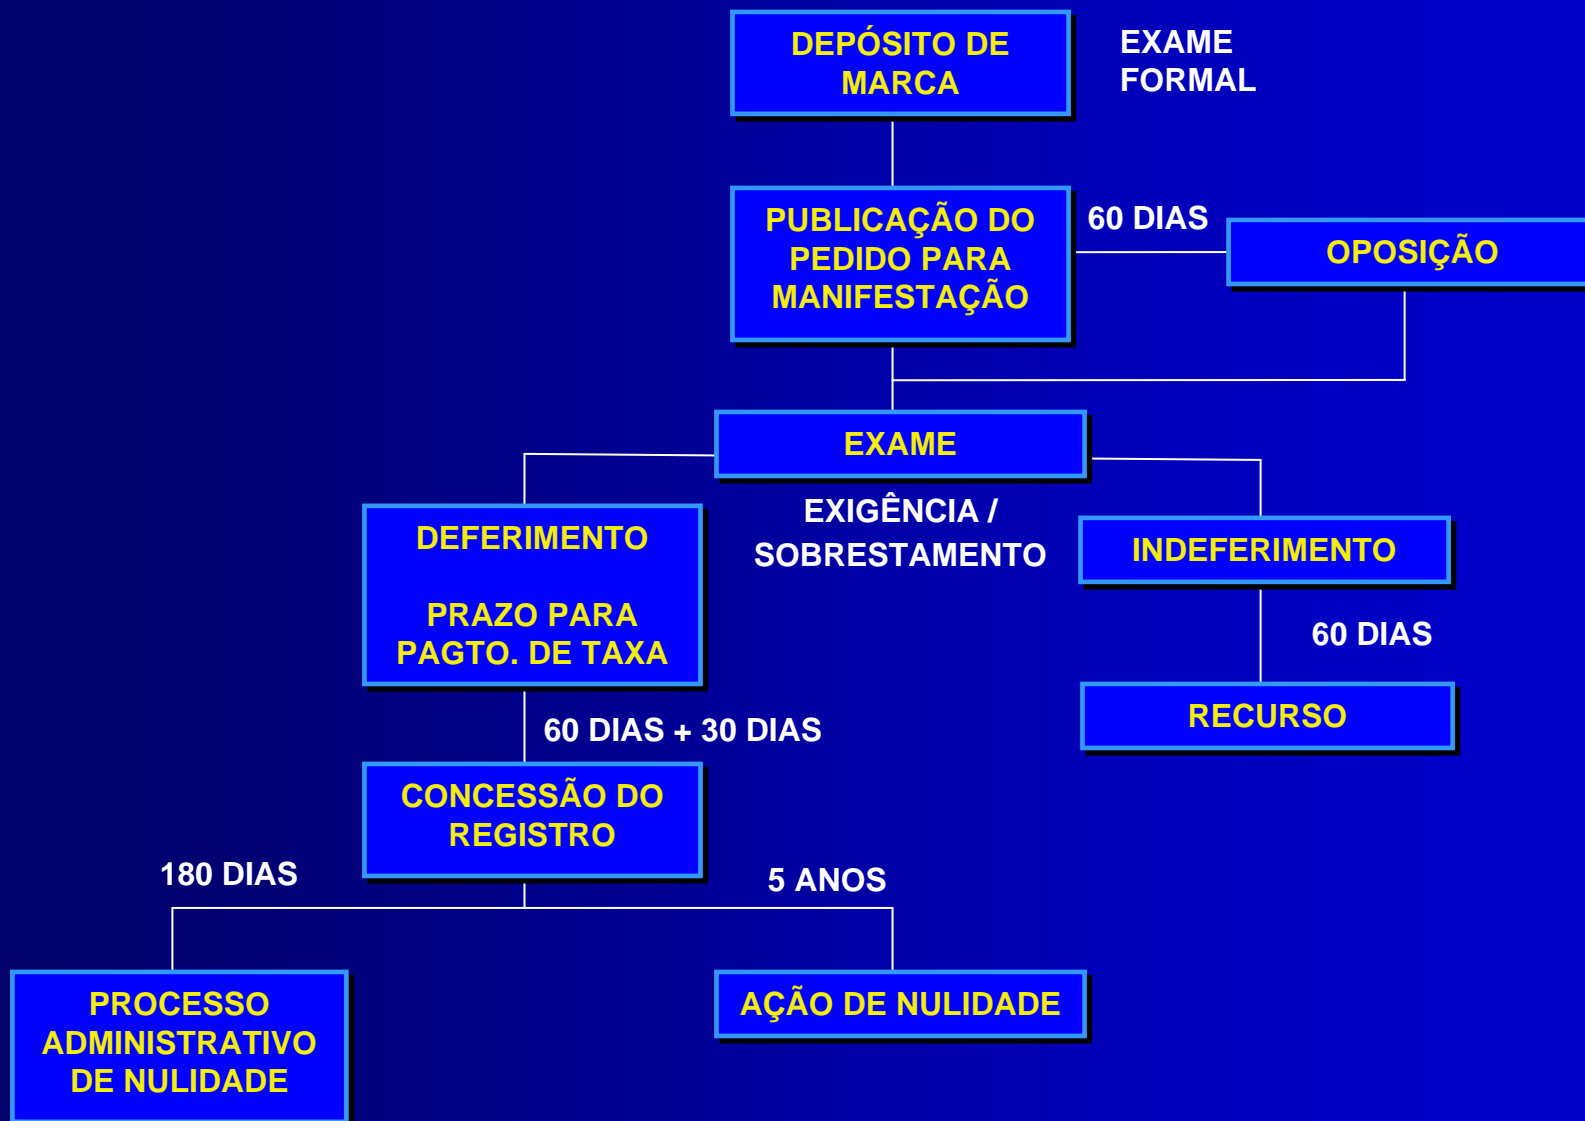 DEPÓSITO DE
MARCA
EXAME
FORMAL
PUBLICAÇÃO DO
PEDIDO PARA
MANIFESTAÇÃO
60 DIAS
OPOSIÇÃO
EXAME
EXIGÊNCIA /
SOBRESTAMENTO
DEFERIMENTO
PRAZO PARA
PAGTO. DE TAXA
INDEFERIMENTO
60 DIAS
RECURSO
60 DIAS + 30 DIAS
CONCESSÃO DO
REGISTRO
180 DIAS
5 ANOS
PROCESSO
ADMINISTRATIVO
DE NULIDADE
AÇÃO DE NULIDADE